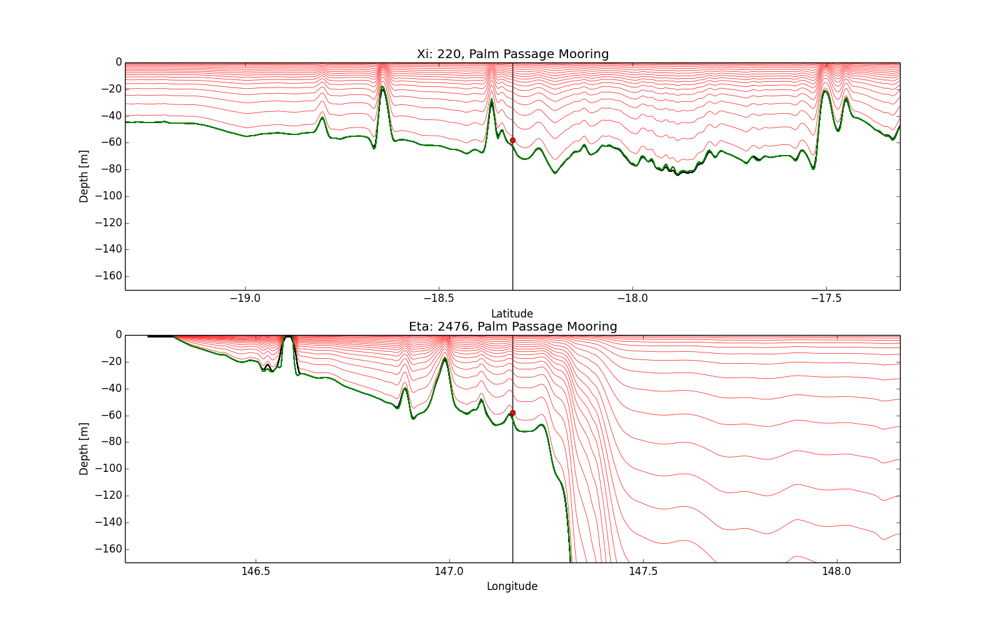 Xi: 220, Palm Passage Mooring
0
−20
−40
−60
−80
−100
−120
−140
−160
Depth [m]
−19.0 −18.5 −18.0 −17.5
Latitude
Eta: 2476, Palm Passage Mooring
0
−20
−40
−60
−80
−100
−120
−140
−160
Depth [m]
146.5 147.0 147.5 148.0
Longitude